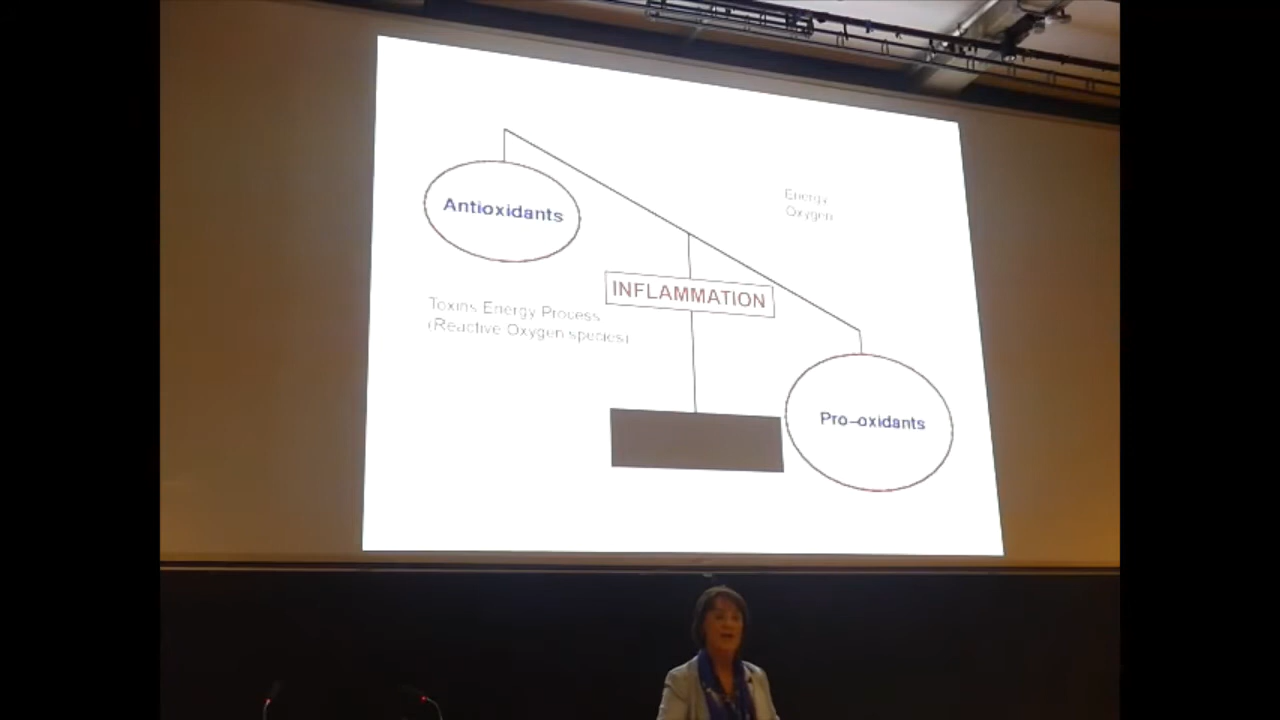 Energy
Oxygen
Antioxidants
INFLAMMATION
Toxins Energy Process
(Reactive Oxygen species)
Pro-oxidants